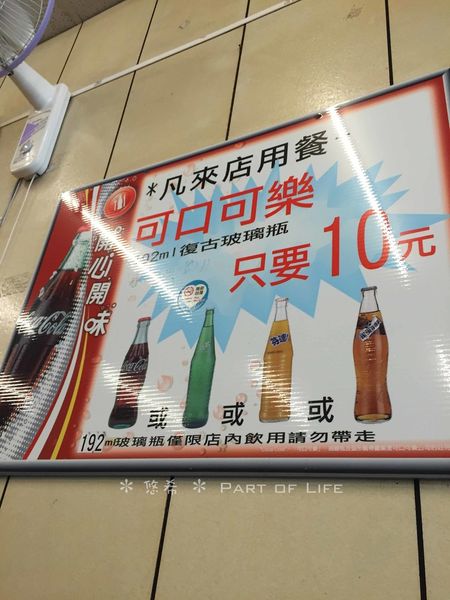 *凡來店用餐
可口可樂
192ml復古玻璃瓶
只要10元
開心開味
Coca-Cola
或 或 或
192ml玻璃瓶僅限店內飲用請勿帶走
* 悠希 * PART OF LIFE